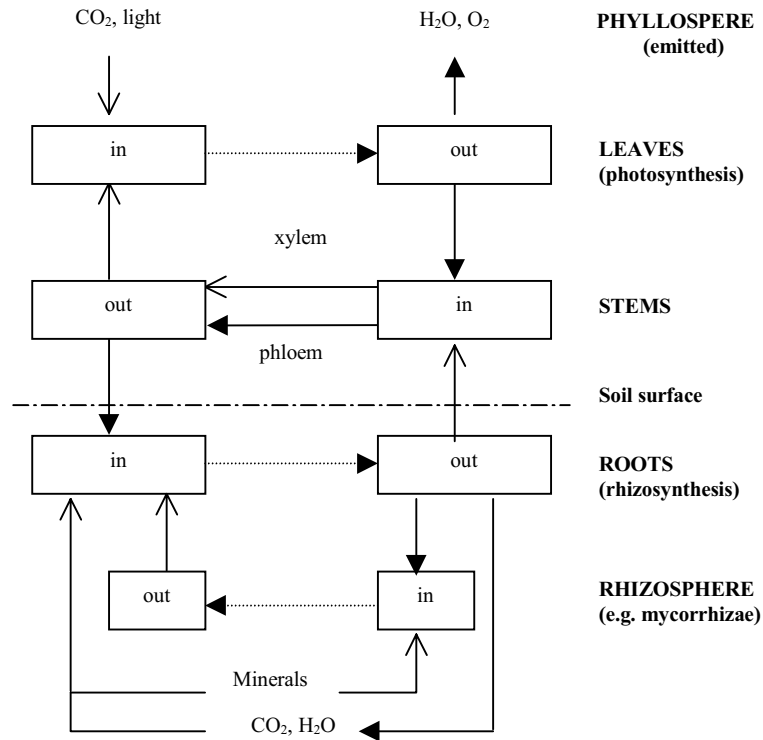 CO₂, light
H₂O, O₂
PHYLLOSPERE
(emitted)
in
out
LEAVES
(photosynthesis)
xylem
out
in
STEMS
phloem
Soil surface
in
out
ROOTS
(rhizosynthesis)
out
in
RHIZOSPHERE
(e.g. mycorrhizae)
Minerals
CO₂, H₂O